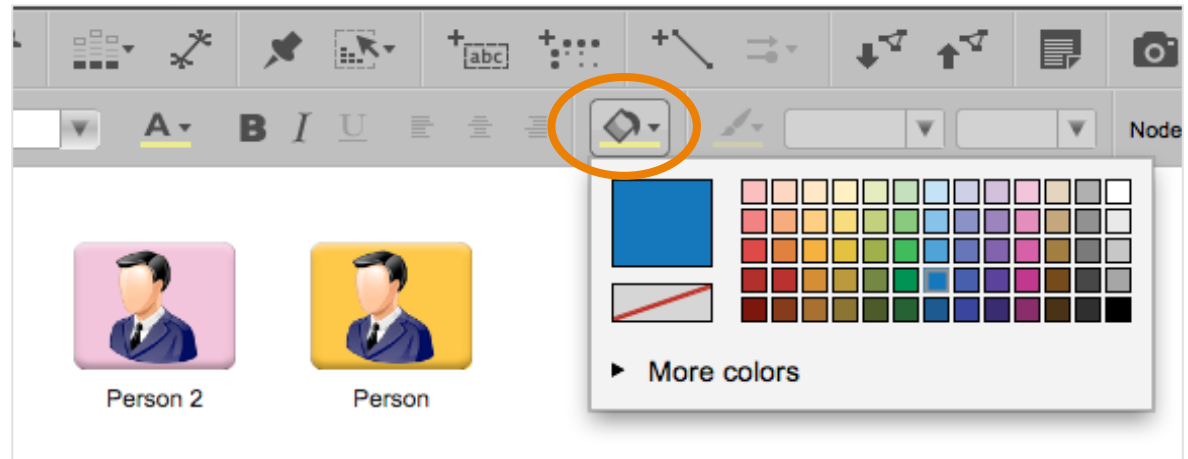 abc
A B I U
Node
More colors
Person 2 Person